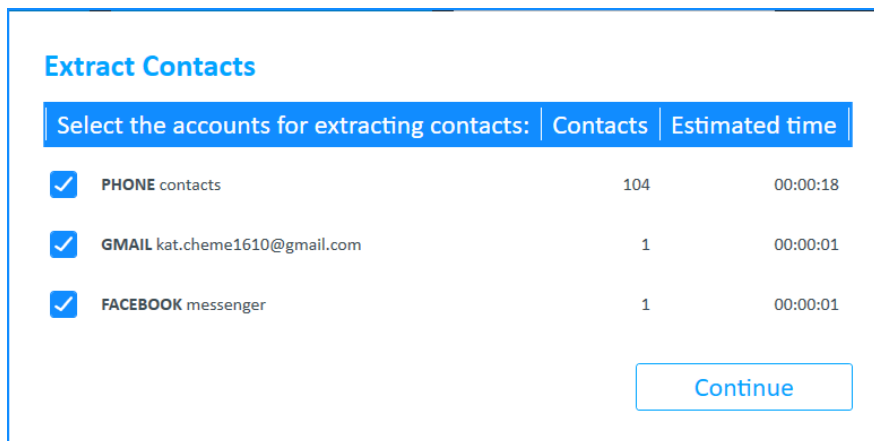 Extract Contacts
Select the accounts for extracting contacts: Contacts Estimated time
PHONE contacts 104 00:00:18
GMAIL kat.cheme1610@gmail.com 1 00:00:01
FACEBOOK messenger 1 00:00:01
Continue